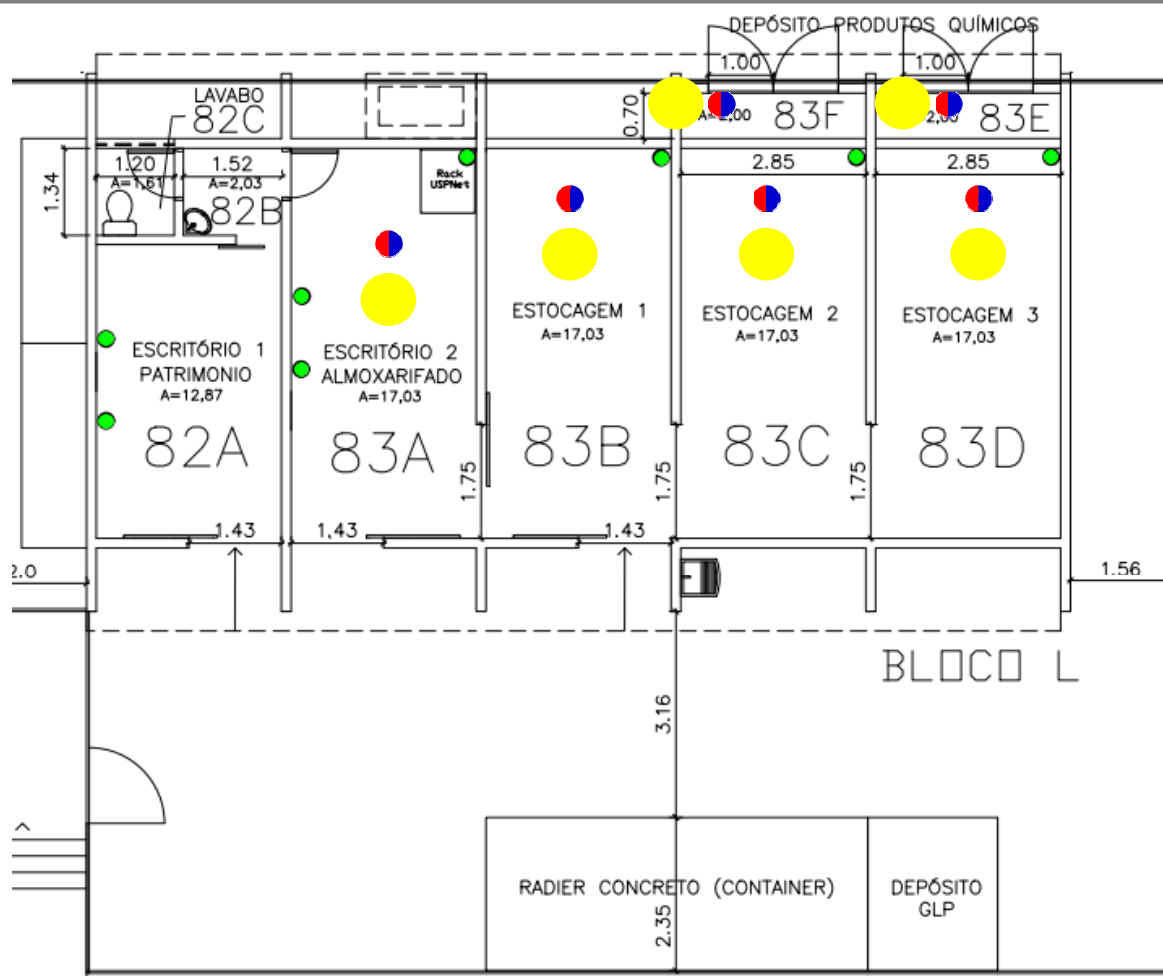 DEPÓSITO PRODUTOS QUÍMICOS
1.00
1.00
LAVABO
82C
0.70
83F
83E
1.20
A=1,61
1.52
A=2,03
82B
1.34
Rack
USPNet
2.85
2.85
ESCRITÓRIO 1
PATRIMONIO
A=12,87
82A
ESCRITÓRIO 2
ALMOXARIFADO
A=17,03
83A
ESTOCAGEM 1
A=17,03
83B
ESTOCAGEM 2
A=17,03
83C
ESTOCAGEM 3
A=17,03
83D
1.75
1.75
1.75
1.43
1.43
1.43
2.0
1.56
BLOCO L
3.16
RADIER CONCRETO (CONTAINER)
DEPÓSITO
GLP
2.35